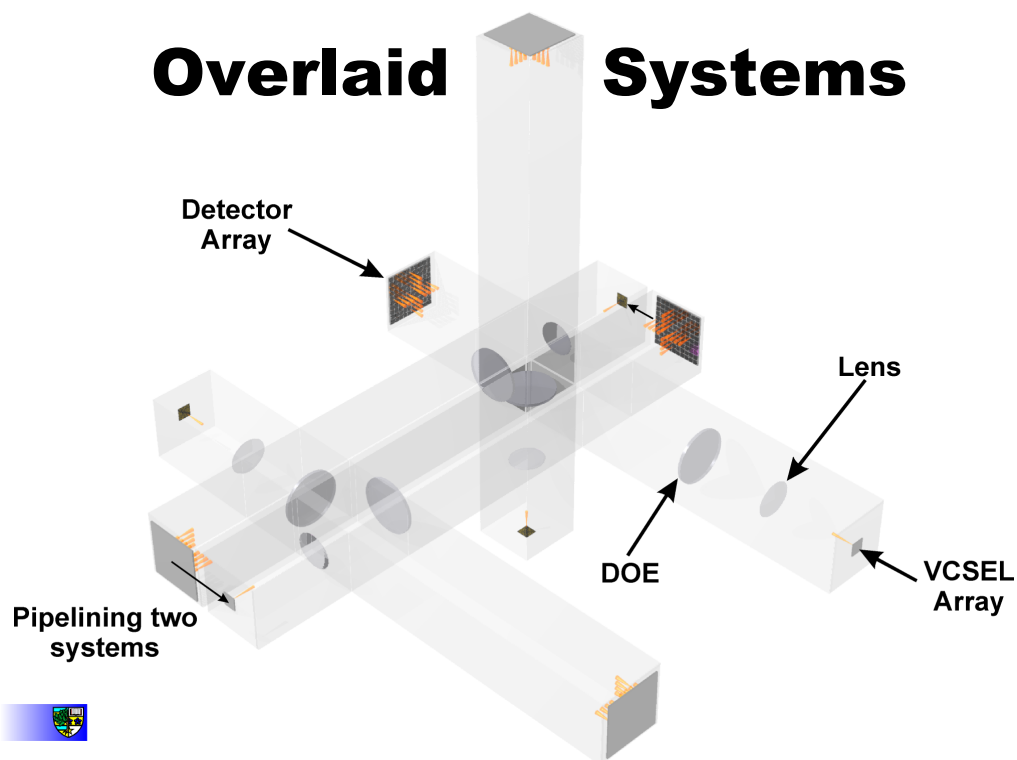 Overlaid Systems
Detector
Array
Lens
DOE
VCSEL
Array
Pipelining two
systems